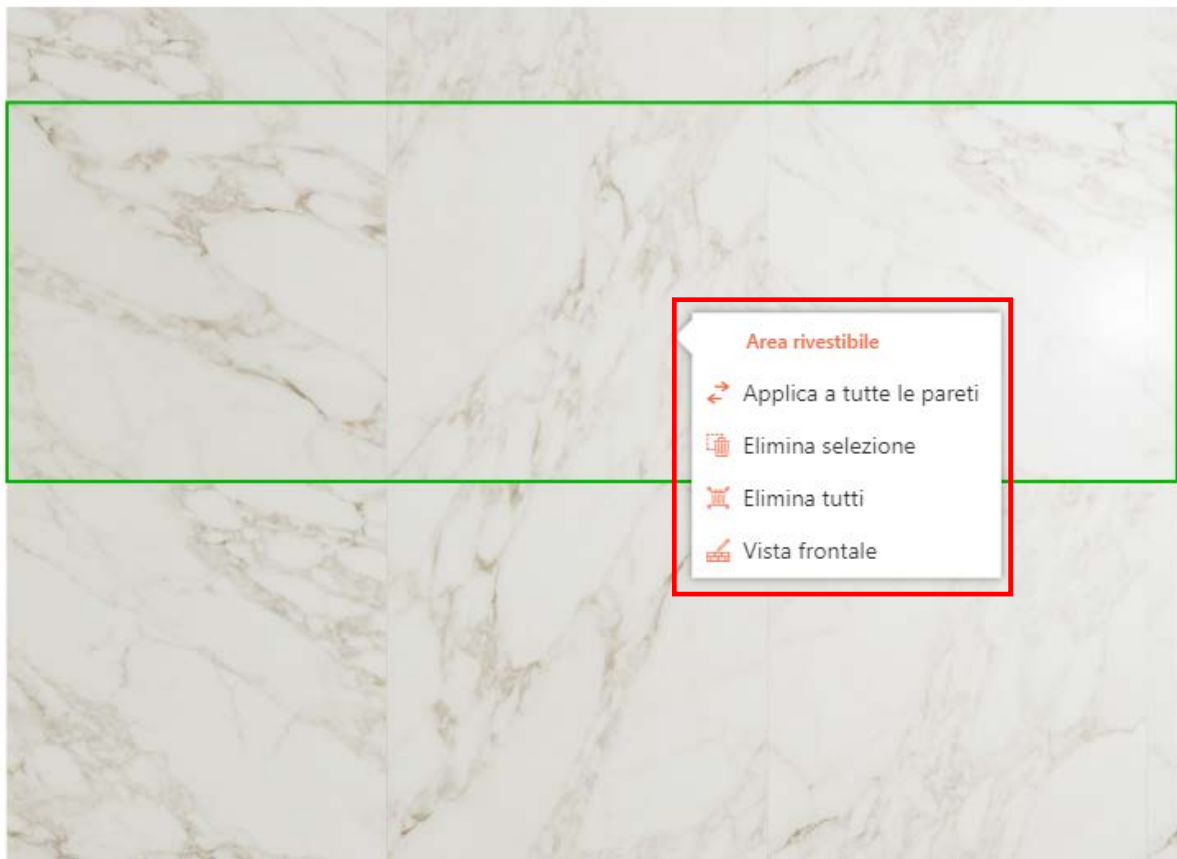 Area rivestibile
Applica a tutte le pareti
Elimina selezione
Elimina tutti
Vista frontale